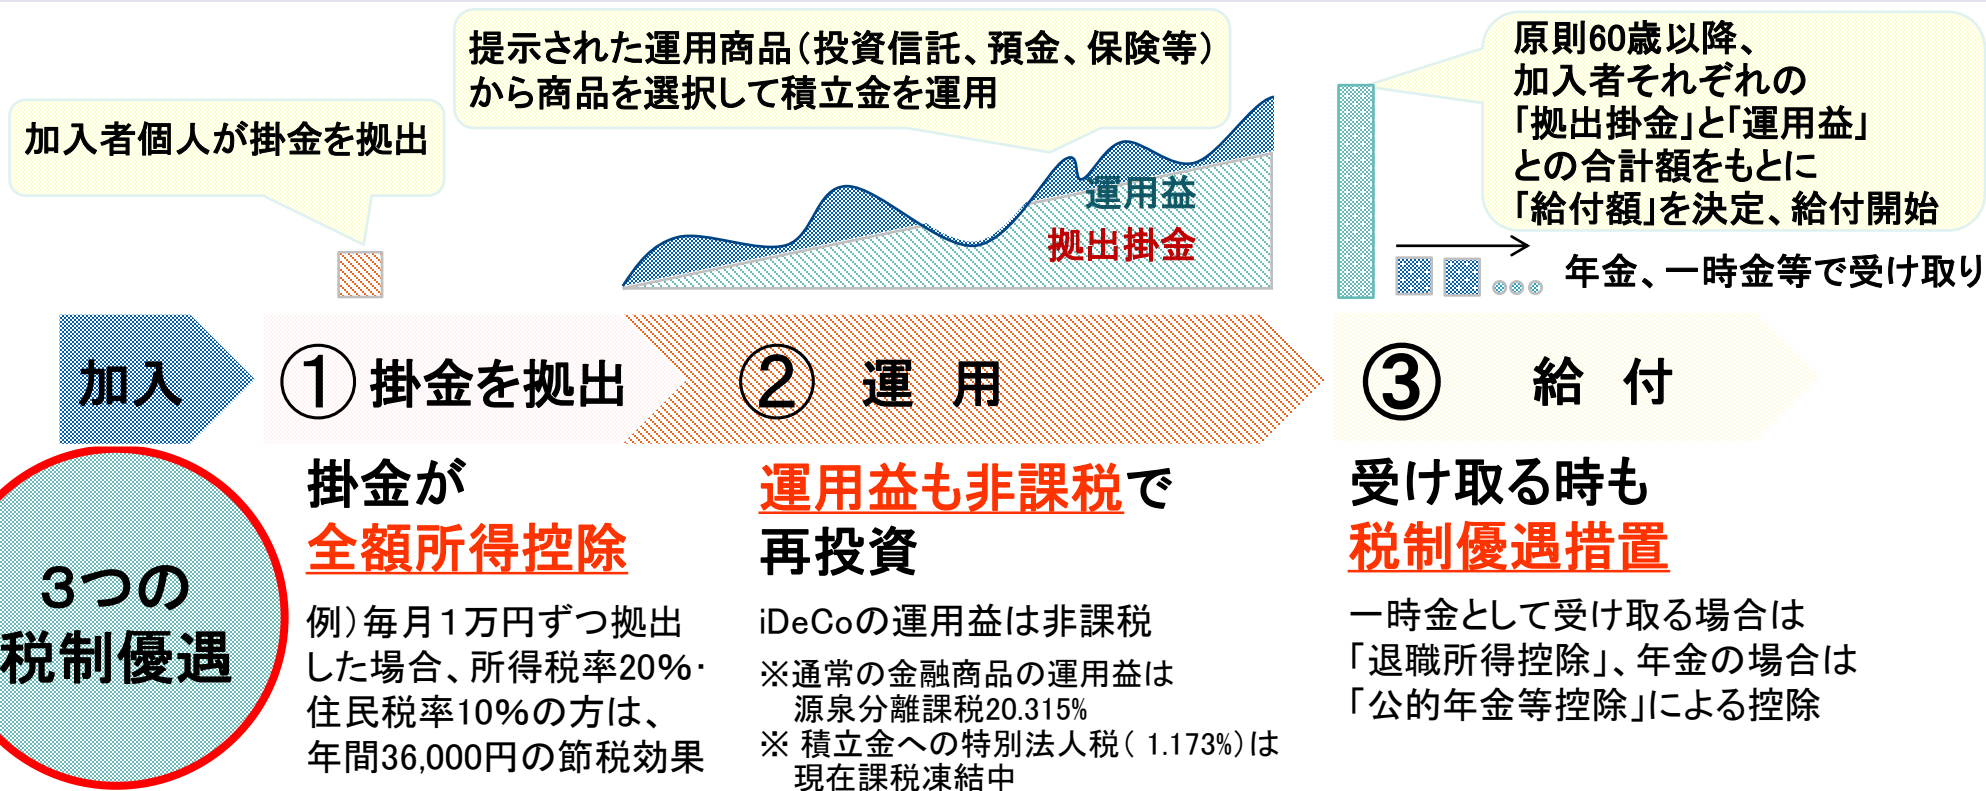 加入者個人が掛金を拠出
提示された運用商品（投資信託、預金、保険等）
から商品を選択して積立金を運用
運用益
拠出掛金
原則60歳以降、
加入者それぞれの
「拠出掛金」と「運用益」
との合計額をもとに
「給付額」を決定、給付開始
年金、一時金等で受け取り
加入
①掛金を拠出
② 運 用
③ 給 付
3つの
税制優遇
掛金が
全額所得控除
例）毎月１万円ずつ拠出
した場合、所得税率20％・
住民税率10％の方は、
年間36,000円の節税効果
運用益も非課税で
再投資
iDeCoの運用益は非課税
※通常の金融商品の運用益は
源泉分離課税20.315%
※ 積立金への特別法人税（ 1.173%）は
現在課税凍結中
受け取る時も
税制優遇措置
一時金として受け取る場合は
「退職所得控除」、年金の場合は
「公的年金等控除」による控除